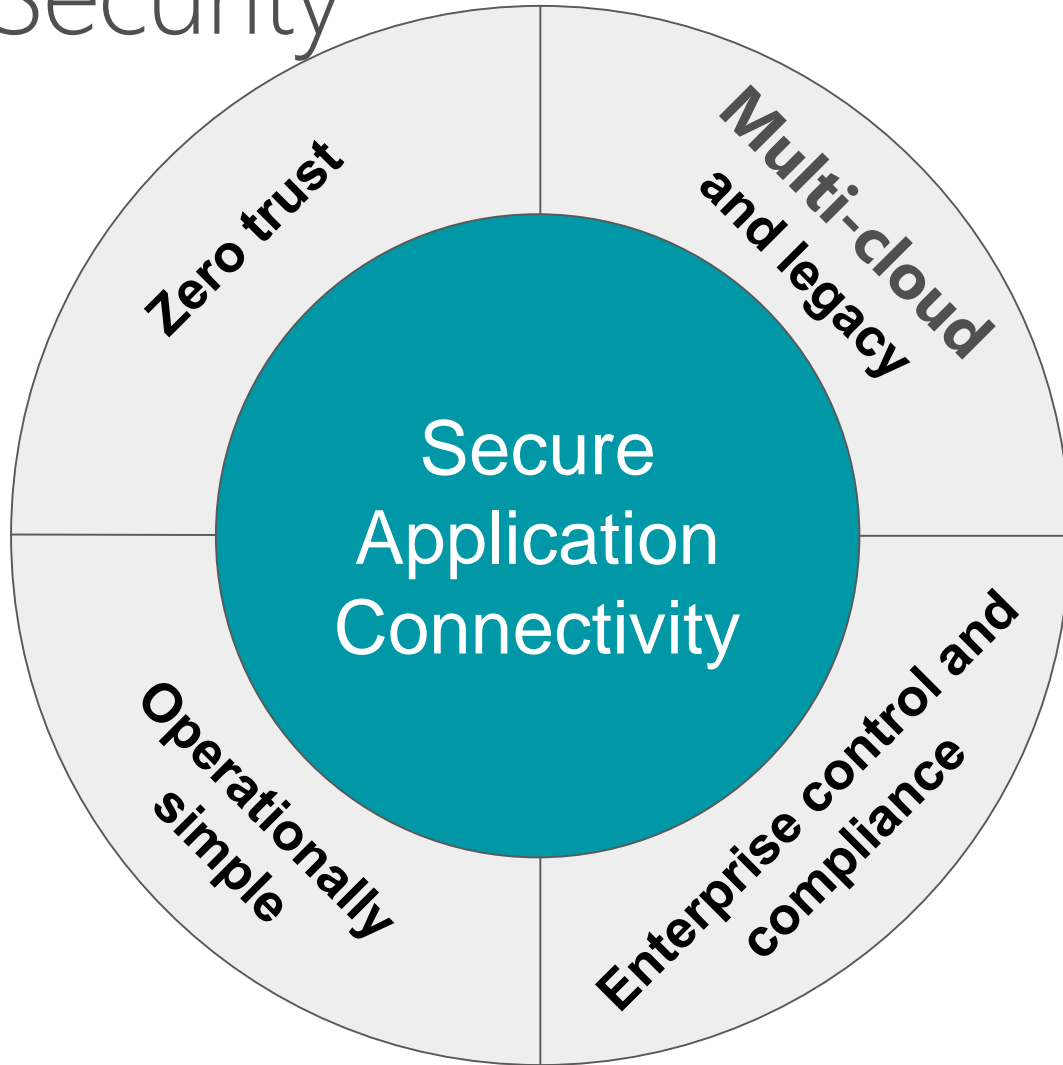 Security
Zero trust
Multi-cloud
and legacy
Secure
Application
Connectivity
Operationally
simple
Enterprise control and
compliance